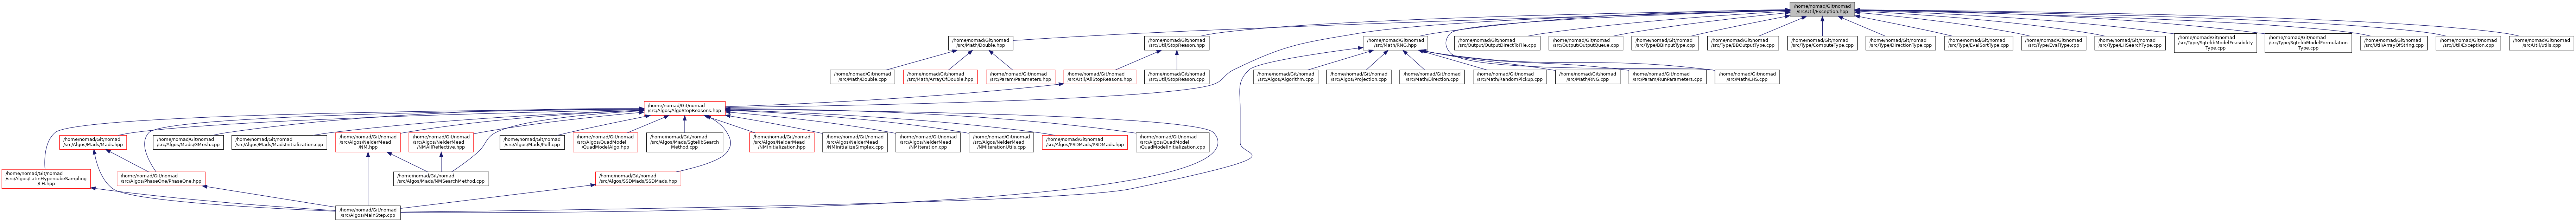 /home/nomad/Git/nomad
/src/Util/Exception.hpp
/home/nomad/Git/nomad
/src/Math/Double.hpp
/home/nomad/Git/nomad
/src/Util/StopReason.hpp
/home/nomad/Git/nomad
/src/Math/RNG.hpp
/home/nomad/Git/nomad
/src/Output/OutputDirectToFile.cpp
/home/nomad/Git/nomad
/src/Output/OutputQueue.cpp
/home/nomad/Git/nomad
/src/Type/BBInputType.cpp
/home/nomad/Git/nomad
/src/Type/BBOutputType.cpp
/home/nomad/Git/nomad
/src/Type/ComputeType.cpp
/home/nomad/Git/nomad
/src/Type/DirectionType.cpp
/home/nomad/Git/nomad
/src/Type/EvalSortType.cpp
/home/nomad/Git/nomad
/src/Type/EvalType.cpp
/home/nomad/Git/nomad
/src/Type/LHSearchType.cpp
/home/nomad/Git/nomad
/src/Type/SgtelibModelFeasibility
Type.cpp
/home/nomad/Git/nomad
/src/Type/SgtelibModelFormulation
Type.cpp
/home/nomad/Git/nomad
/src/Util/ArrayOfString.cpp
/home/nomad/Git/nomad
/src/Util/Exception.cpp
/home/nomad/Git/nomad
/src/Util/utils.cpp
/home/nomad/Git/nomad
/src/Math/Double.cpp
/home/nomad/Git/nomad
/src/Math/ArrayOfDouble.hpp
/home/nomad/Git/nomad
/src/Param/Parameters.hpp
/home/nomad/Git/nomad
/src/Util/AllStopReasons.hpp
/home/nomad/Git/nomad
/src/Util/StopReason.cpp
/home/nomad/Git/nomad
/src/Algos/Algorithm.cpp
/home/nomad/Git/nomad
/src/Algos/Projection.cpp
/home/nomad/Git/nomad
/src/Math/Direction.cpp
/home/nomad/Git/nomad
/src/Math/RandomPickup.cpp
/home/nomad/Git/nomad
/src/Math/RNG.cpp
/home/nomad/Git/nomad
/src/Param/RunParameters.cpp
/home/nomad/Git/nomad
/src/Math/LHS.cpp
/home/nomad/Git/nomad
/src/Algos/AlgoStopReasons.hpp
/home/nomad/Git/nomad
/src/Algos/Mads/Mads.hpp
/home/nomad/Git/nomad
/src/Algos/Mads/GMesh.cpp
/home/nomad/Git/nomad
/src/Algos/Mads/MadsInitialization.cpp
/home/nomad/Git/nomad
/src/Algos/NelderMead
/NM.hpp
/home/nomad/Git/nomad
/src/Algos/NelderMead
/NMAllReflective.hpp
/home/nomad/Git/nomad
/src/Algos/Mads/Poll.cpp
/home/nomad/Git/nomad
/src/Algos/QuadModel
/QuadModelAlgo.hpp
/home/nomad/Git/nomad
/src/Algos/Mads/SgtelibSearch
Method.cpp
/home/nomad/Git/nomad
/src/Algos/NelderMead
/NMInitialization.hpp
/home/nomad/Git/nomad
/src/Algos/NelderMead
/NMInitializeSimplex.cpp
/home/nomad/Git/nomad
/src/Algos/NelderMead
/NMIteration.cpp
/home/nomad/Git/nomad
/src/Algos/NelderMead
/NMIterationUtils.cpp
/home/nomad/Git/nomad
/src/Algos/PSDMads/PSDMads.hpp
/home/nomad/Git/nomad
/src/Algos/QuadModel
/QuadModelInitialization.cpp
/home/nomad/Git/nomad
/src/Algos/LatinHypercubeSampling
/LH.hpp
/home/nomad/Git/nomad
/src/Algos/PhaseOne/PhaseOne.hpp
/home/nomad/Git/nomad
/src/Algos/Mads/NMSearchMethod.cpp
/home/nomad/Git/nomad
/src/Algos/SSDMads/SSDMads.hpp
/home/nomad/Git/nomad
/src/Algos/MainStep.cpp